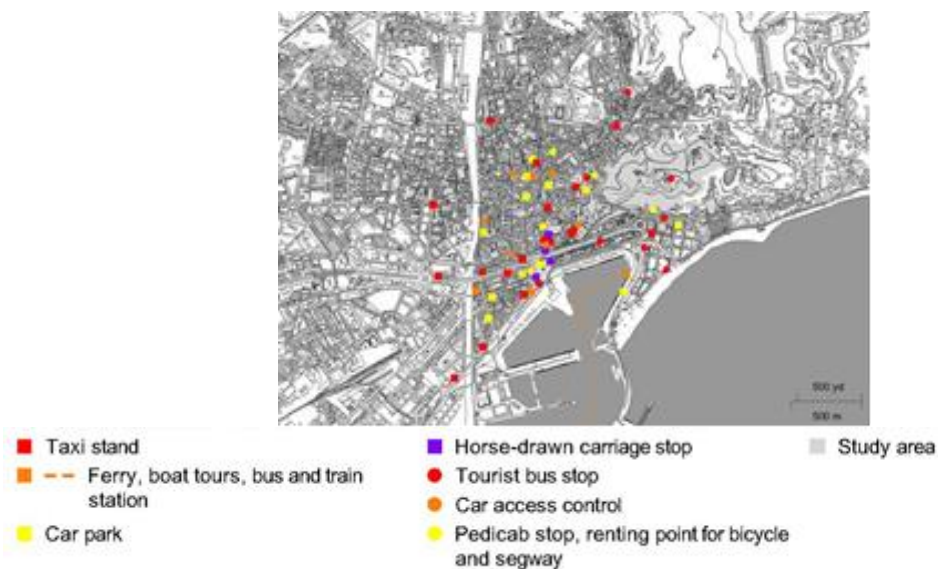 500 yd
500 m
Taxi stand
Ferry, boat tours, bus and train
station
Car park
Horse-drawn carriage stop
Tourist bus stop
Car access control
Pedicab stop, renting point for bicycle
and segway
Study area